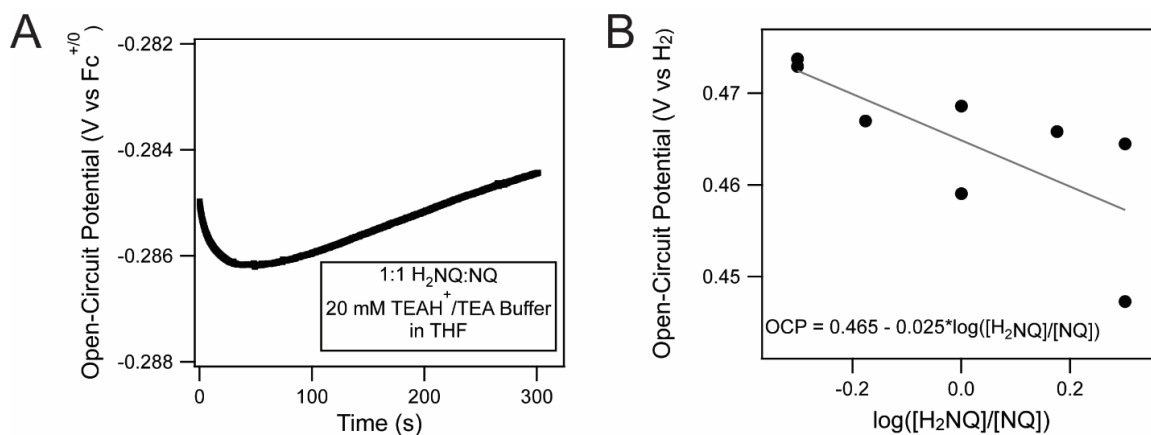 A
Open-Circuit Potential (V vs Fc⁺ᐟ⁰)
-0.282
-0.284
-0.286
-0.288
1:1 H₂NQ:NQ
20 mM TEAH⁺/TEA Buffer
in THF
0
100
200
300
Time (s)
B
Open-Circuit Potential (V vs H₂)
0.47
0.46
0.45
OCP = 0.465 - 0.025*log([H₂NQ]/[NQ])
-0.2
0.0
0.2
log([H₂NQ]/[NQ])